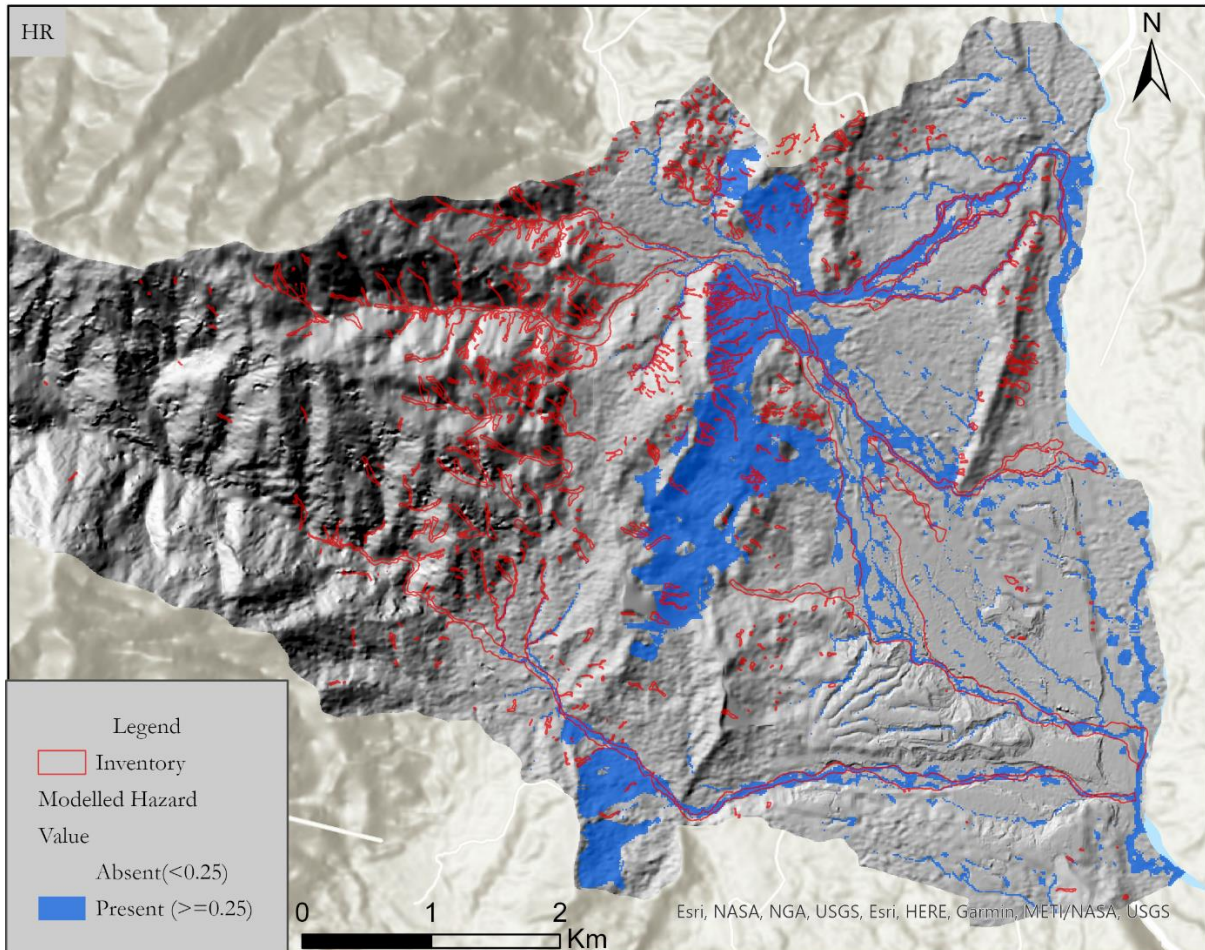 HR
N
Legend
Inventory
Modelled Hazard
Value
Absent(<0.25)
Present (>=0.25)
0 1 2
Km
Esri, NASA, NGA, USGS, Esri, HERE, Garmin, METI/NASA, USGS